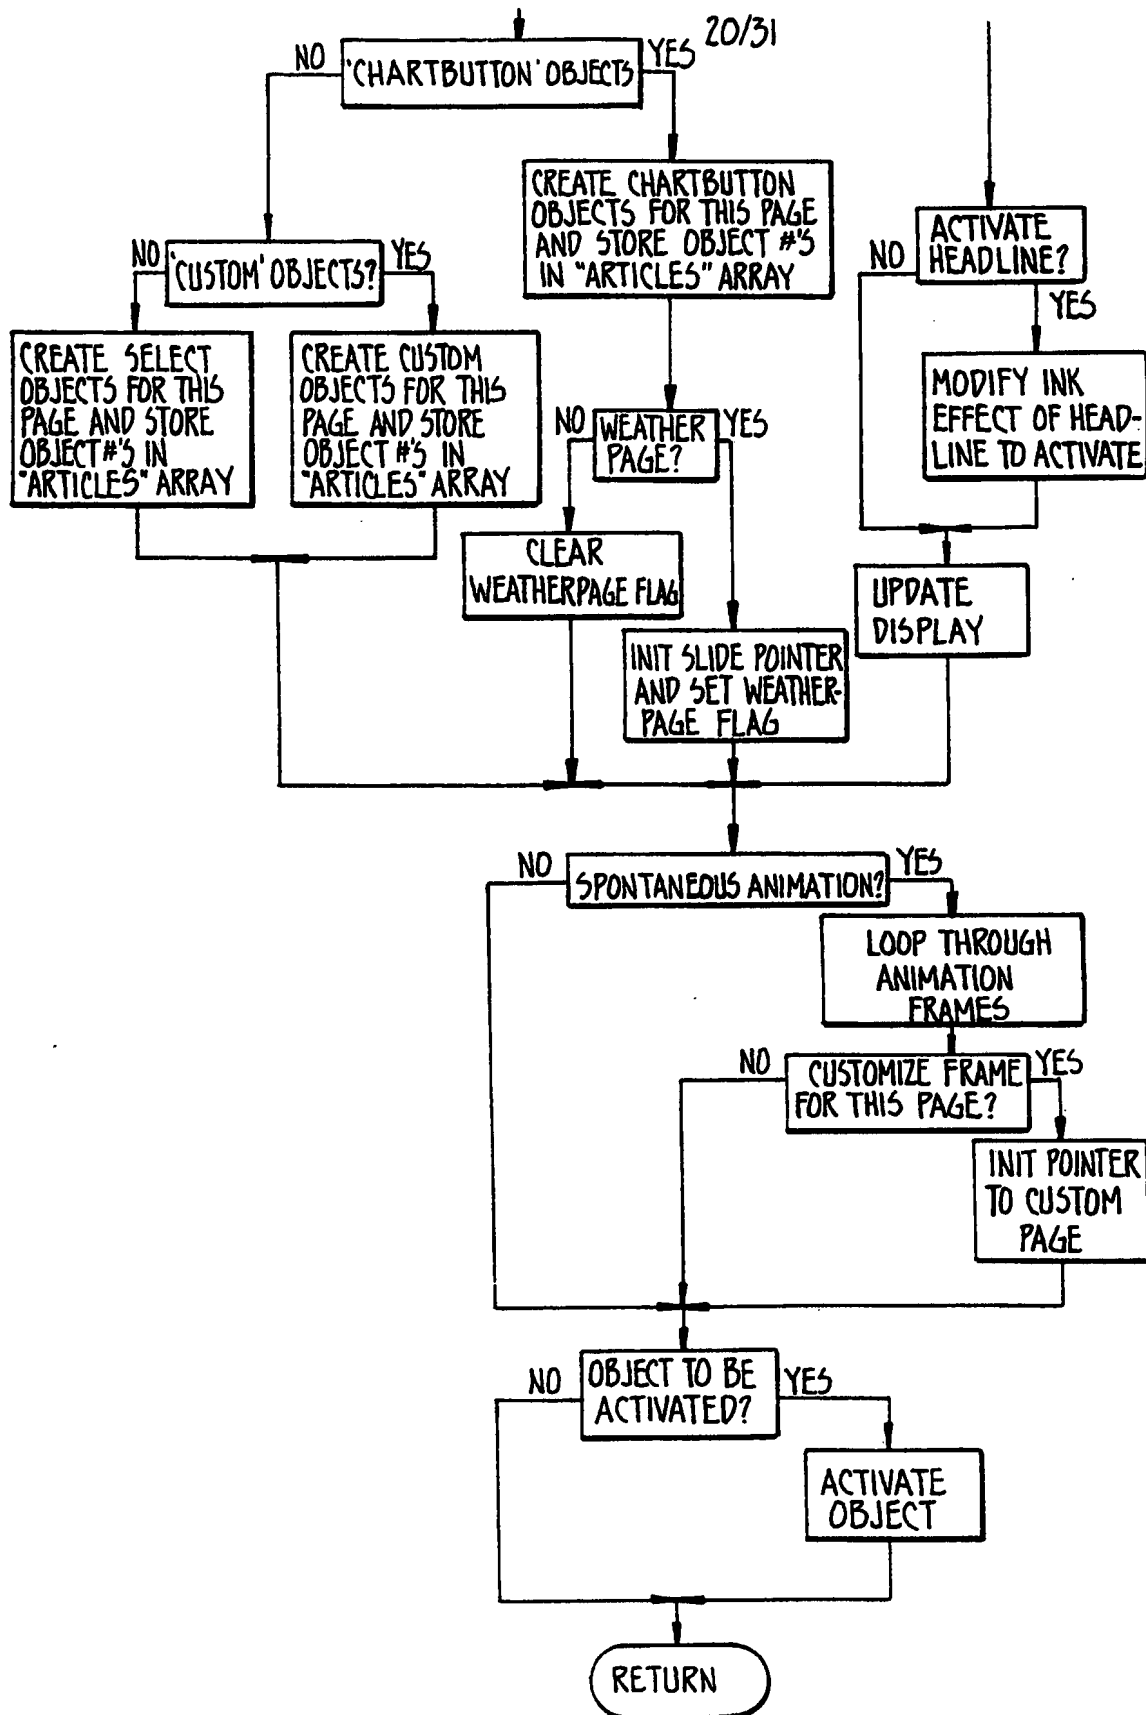 20/31
NO
'CHARTBUTTON' OBJECTS
YES
CREATE CHARTBUTTON
OBJECTS FOR THIS PAGE
AND STORE OBJECT #'S
IN "ARTICLES" ARRAY
NO
ACTIVATE
HEADLINE?
YES
NO
'CUSTOM' OBJECTS?
YES
CREATE SELECT
OBJECTS FOR THIS
PAGE AND STORE
OBJECT #'S IN
"ARTICLES" ARRAY
CREATE CUSTOM
OBJECTS FOR THIS
PAGE AND STORE
OBJECT #'S IN
"ARTICLES" ARRAY
MODIFY INK
EFFECT OF HEAD-
LINE TO ACTIVATE
NO
WEATHER
PAGE?
YES
CLEAR
WEATHERPAGE FLAG
INIT SLIDE POINTER
AND SET WEATHER-
PAGE FLAG
UPDATE
DISPLAY
NO
SPONTANEOUS ANIMATION?
YES
LOOP THROUGH
ANIMATION
FRAMES
NO
CUSTOMIZE FRAME
FOR THIS PAGE?
YES
INIT POINTER
TO CUSTOM
PAGE
NO
OBJECT TO BE
ACTIVATED?
YES
ACTIVATE
OBJECT
RETURN